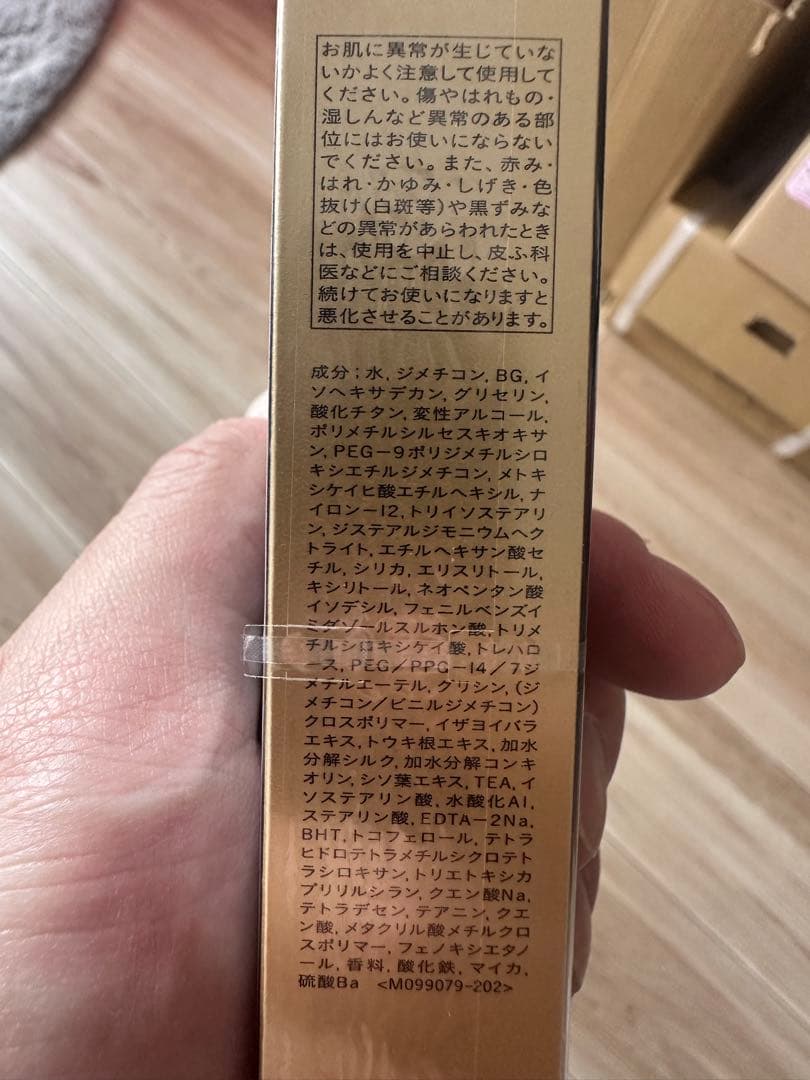 お肌に異常が生じていな
いかよく注意して使用して
ください。傷やはれもの・
湿しんなど異常のある部
位にはお使いにならない
でください。また、赤み・
はれ・かゆみ・しげき・色
抜け(白斑等)や黒ずみな
どの異常があらわれたとき
は、使用を中止し、皮ふ科
医などにご相談ください。
続けてお使いになりますと
悪化させることがあります。
成分;水, ジメチコン, BG, イ
ソヘキサデカン, グリセリン,
酸化チタン, 変性アルコール,
ポリメチルシルセスキオキサ
ン, PEG-9ポリジメチルシロ
キシエチルジメチコン, メトキ
シケイヒ酸エチルヘキシル, ナ
イロン-12, トリイソステアリ
ン, ジステアルジモニウムヘク
トライト, エチルヘキサン酸セ
チル, シリカ, エリスリトール,
キシリトール, ネオペンタン酸
イソデシル, フェニルベンズイ
ミダゾールスルホン酸, トリメ
チルシロキシケイ酸, トレハロ
ース, PEG/PPG-14/7ジ
メチルエーテル, グリシン, (ジ
メチコン/ビニルジメチコン)
クロスポリマー, イザヨイバラ
エキス, トウキ根エキス, 加水
分解シルク, 加水分解コンキ
オリン, シソ葉エキス, TEA, イ
ソステアリン酸, 水酸化Al,
ステアリン酸, EDTA-2Na,
BHT, トコフェロール, テトラ
ヒドロテトラメチルシクロテト
ラシロキサン, トリエトキシカ
プリリルシラン, クエン酸Na,
テトラデセン, テアニン, クエ
ン酸, メタクリル酸メチルクロ
スポリマー, フェノキシエタノ
ール, 香料, 酸化鉄, マイカ,
硫酸Ba <M099079-202>